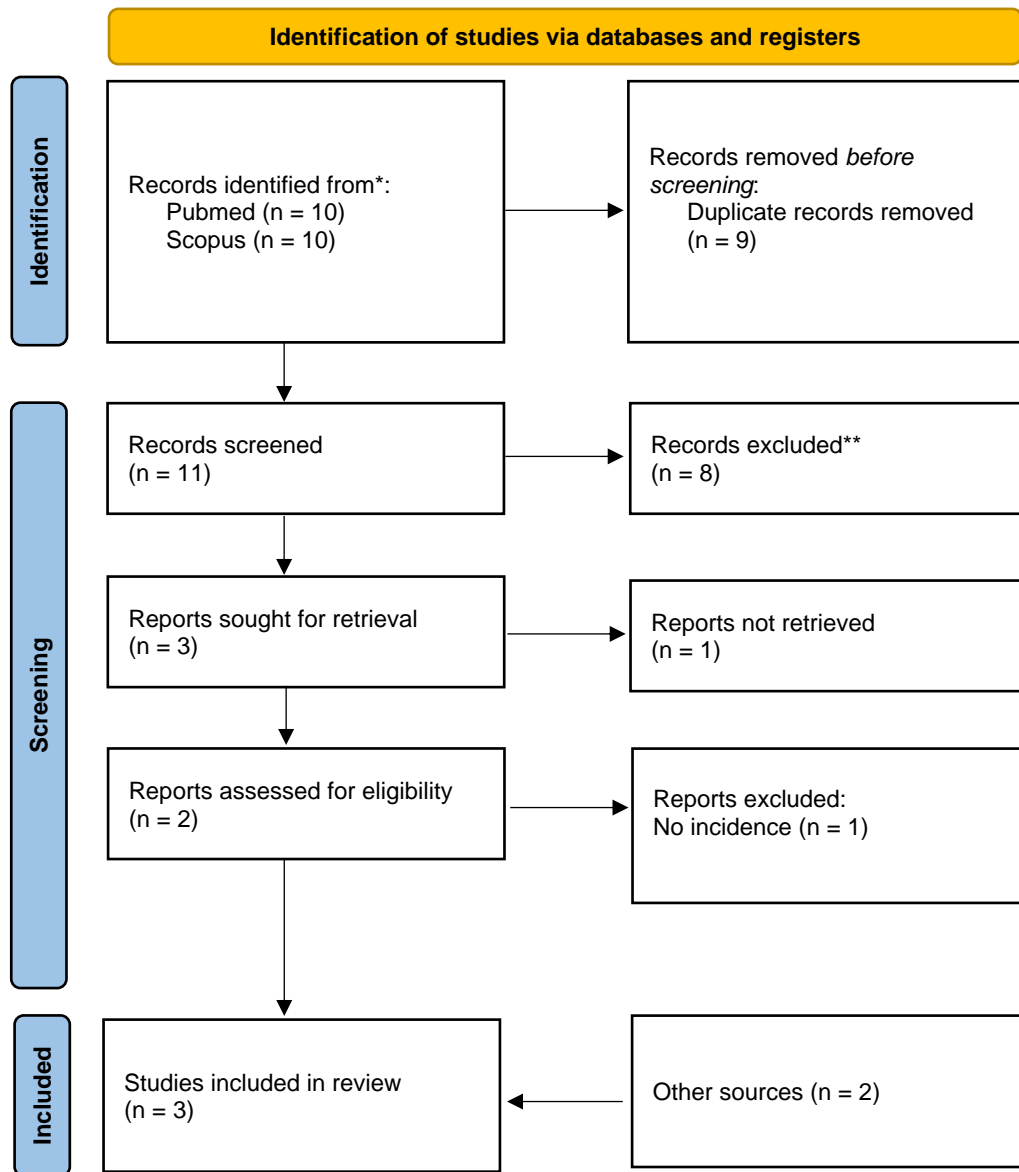 Identification of studies via databases and registers
Identification
Records identified from*:
Pubmed (n = 10)
Scopus (n = 10)
Records removed before
screening:
Duplicate records removed
(n = 9)
Screening
Records screened
(n = 11)
Records excluded**
(n = 8)
Reports sought for retrieval
(n = 3)
Reports not retrieved
(n = 1)
Reports assessed for eligibility
(n = 2)
Reports excluded:
No incidence (n = 1)
Included
Studies included in review
(n = 3)
Other sources (n = 2)